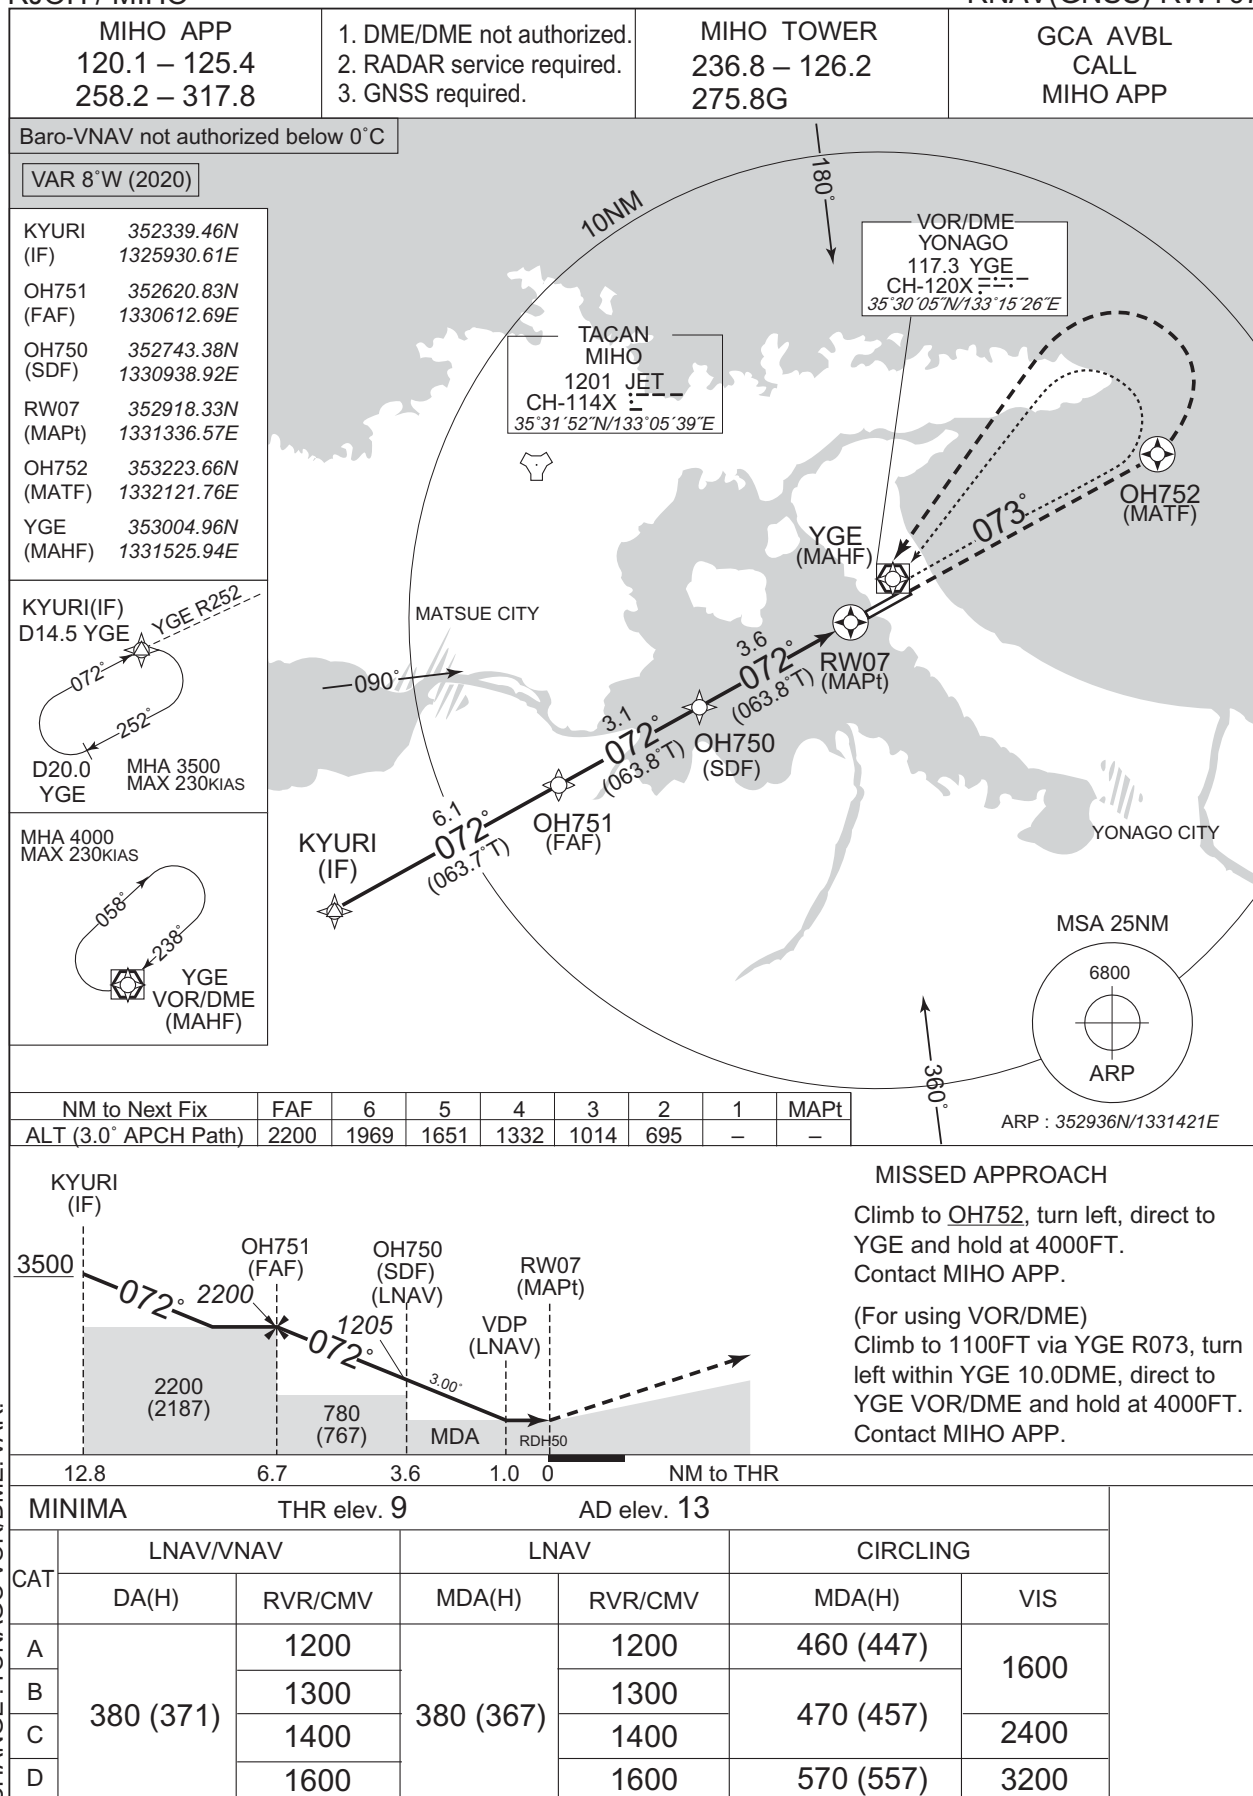 MIHO APP
120.1 – 125.4
258.2 – 317.8
1. DME/DME not authorized.
2. RADAR service required.
3. GNSS required.
MIHO TOWER
236.8 – 126.2
275.8G
GCA AVBL
CALL
MIHO APP
Baro-VNAV not authorized below 0˚C
VAR 8˚W (2020)
KYURI 352339.46N
(IF) 1325930.61E
OH751 352620.83N
(FAF) 1330612.69E
OH750 352743.38N
(SDF) 1330938.92E
RW07 352918.33N
(MAPt) 1331336.57E
OH752 353223.66N
(MATF) 1332121.76E
YGE 353004.96N
(MAHF) 1331525.94E
KYURI(IF)
D14.5 YGE
YGE R252
072˚
252˚
D20.0
YGE
MHA 3500
MAX 230KIAS
MHA 4000
MAX 230KIAS
058˚
238˚
YGE
VOR/DME
(MAHF)
10NM
180˚
VOR/DME
YONAGO
117.3 YGE
CH-120X
35˚30´05˝N/133˚15´26˝E
TACAN
MIHO
1201 JET
CH-114X
35˚31´52˝N/133˚05´39˝E
OH752
(MATF)
073˚
YGE
(MAHF)
MATSUE CITY
090˚
3.6
072˚
(063.8˚T)
RW07
(MAPt)
3.1
072˚
(063.8˚T)
OH750
(SDF)
6.1
072˚
(063.7˚T)
OH751
(FAF)
KYURI
(IF)
YONAGO CITY
MSA 25NM
6800
ARP
360˚
ARP : 352936N/1331421E
NM to Next Fix FAF 6 5 4 3 2 1 MAPt
ALT (3.0˚ APCH Path) 2200 1969 1651 1332 1014 695 – –
KYURI
(IF)
3500
072˚
2200
OH751
(FAF)
072˚
1205
OH750
(SDF)
(LNAV)
3.00˚
VDP
(LNAV)
RW07
(MAPt)
2200
(2187)
780
(767)
MDA
RDH50
12.8 6.7 3.6 1.0 0 NM to THR
MISSED APPROACH
Climb to OH752, turn left, direct to
YGE and hold at 4000FT.
Contact MIHO APP.
(For using VOR/DME)
Climb to 1100FT via YGE R073, turn
left within YGE 10.0DME, direct to
YGE VOR/DME and hold at 4000FT.
Contact MIHO APP.
MINIMA THR elev. 9 AD elev. 13
CAT LNAV/VNAV LNAV CIRCLING
DA(H) RVR/CMV MDA(H) RVR/CMV MDA(H) VIS
A 380 (371) 1200 380 (367) 1200 460 (447) 1600
B 1300 1300 470 (457)
C 1400 1400 2400
D 1600 1600 570 (557) 3200